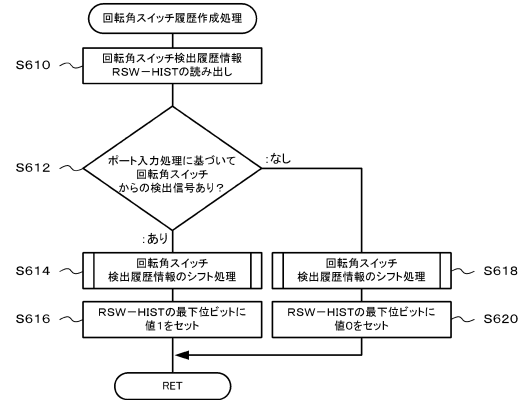 回転角スイッチ履歴作成処理
S610
回転角スイッチ検出履歴情報
RSW-HISTの読み出し
S612
ポート入力処理に基づいて
回転角スイッチ
からの検出信号あり?
:なし
:あり
S614
回転角スイッチ
検出履歴情報のシフト処理
回転角スイッチ
検出履歴情報のシフト処理
S618
S616
RSW-HISTの最下位ビットに
値1をセット
RSW-HISTの最下位ビットに
値0をセット
S620
RET